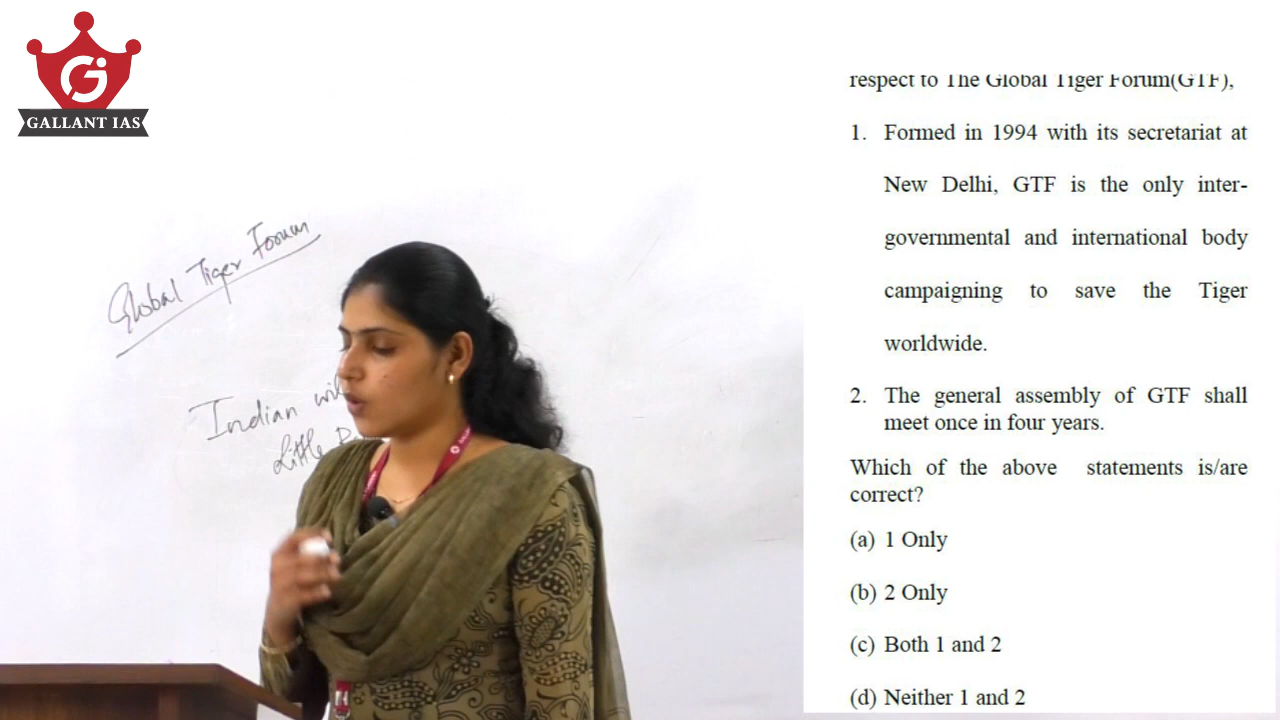 GALLANT IAS
Global Tiger Forum
Indian
Little
respect to The Global Tiger Forum(GTF),
1. Formed in 1994 with its secretariat at
New Delhi, GTF is the only inter-
governmental and international body
campaigning to save the Tiger
worldwide.
2. The general assembly of GTF shall
meet once in four years.
Which of the above statements is/are
correct?
(a) 1 Only
(b) 2 Only
(c) Both 1 and 2
(d) Neither 1 and 2